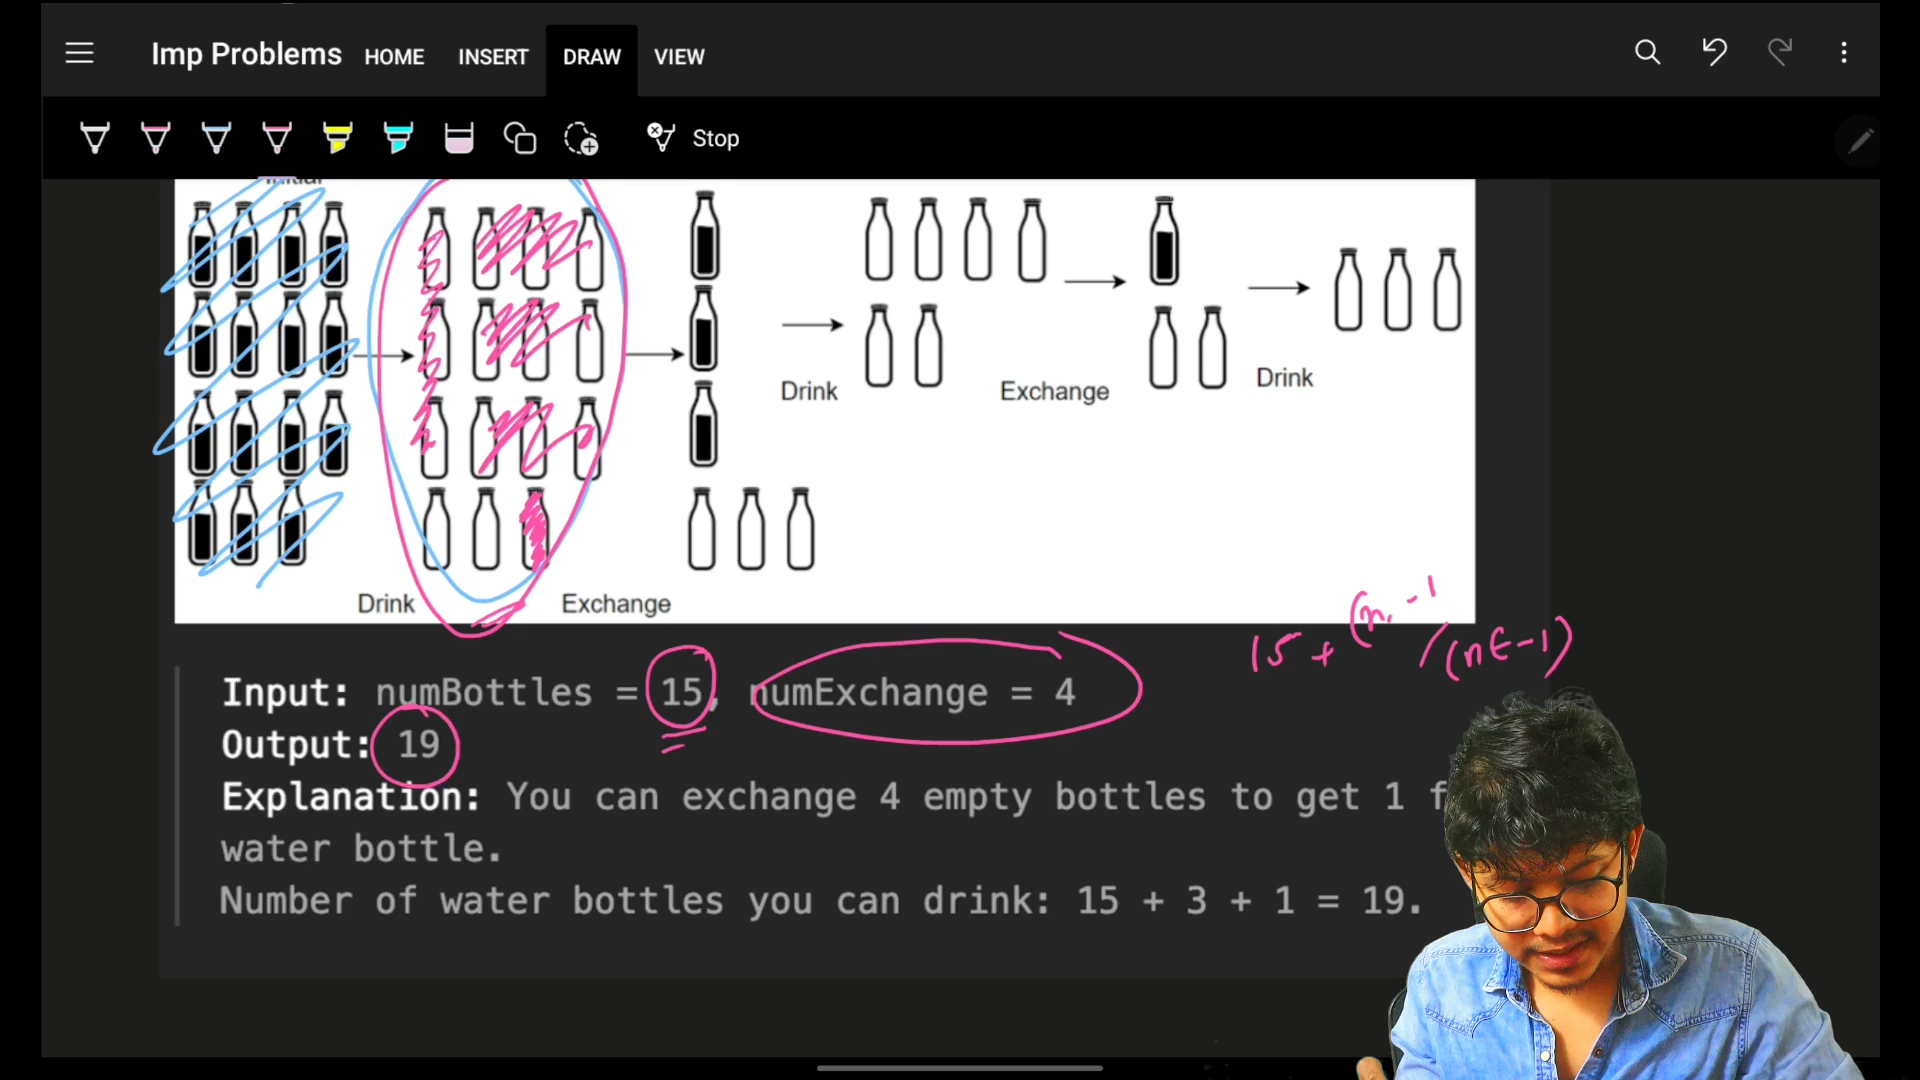 Imp Problems HOME INSERT DRAW VIEW
Stop
Initial
Drink
Exchange
Drink
Drink
Exchange
15 + (n -1 / (nE-1)
Input: numBottles = 15, numExchange = 4
Output: 19
Explanation: You can exchange 4 empty bottles to get 1 f
water bottle.
Number of water bottles you can drink: 15 + 3 + 1 = 19.